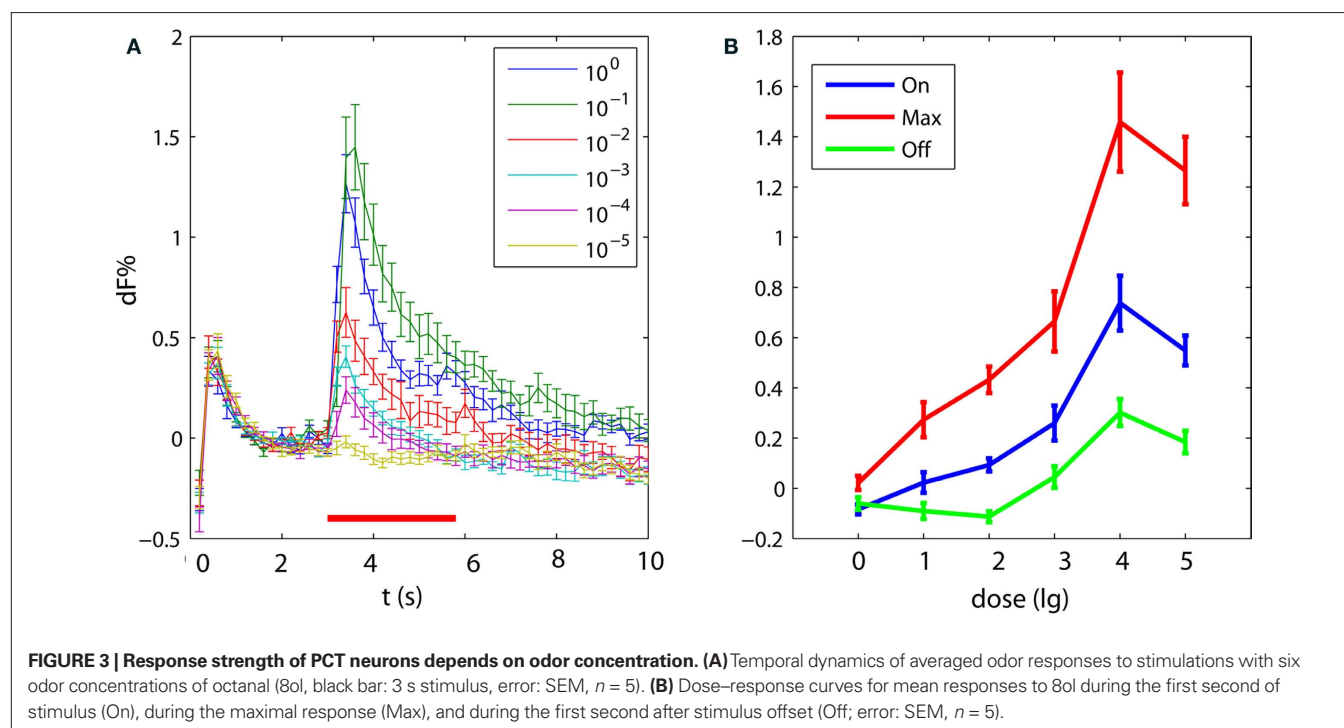 A
2
1.5
1
0.5
0
−0.5
dF%
10⁰
10⁻¹
10⁻²
10⁻³
10⁻⁴
10⁻⁵
0 2 4 6 8 10
t (s)
B
1.8
1.6
1.4
1.2
1
0.8
0.6
0.4
0.2
0
−0.2
On
Max
Off
0 1 2 3 4 5
dose (lg)
FIGURE 3 | Response strength of PCT neurons depends on odor concentration. (A) Temporal dynamics of averaged odor responses to stimulations with six
odor concentrations of octanal (8ol, black bar: 3 s stimulus, error: SEM, n = 5). (B) Dose–response curves for mean responses to 8ol during the first second of
stimulus (On), during the maximal response (Max), and during the first second after stimulus offset (Off; error: SEM, n = 5).